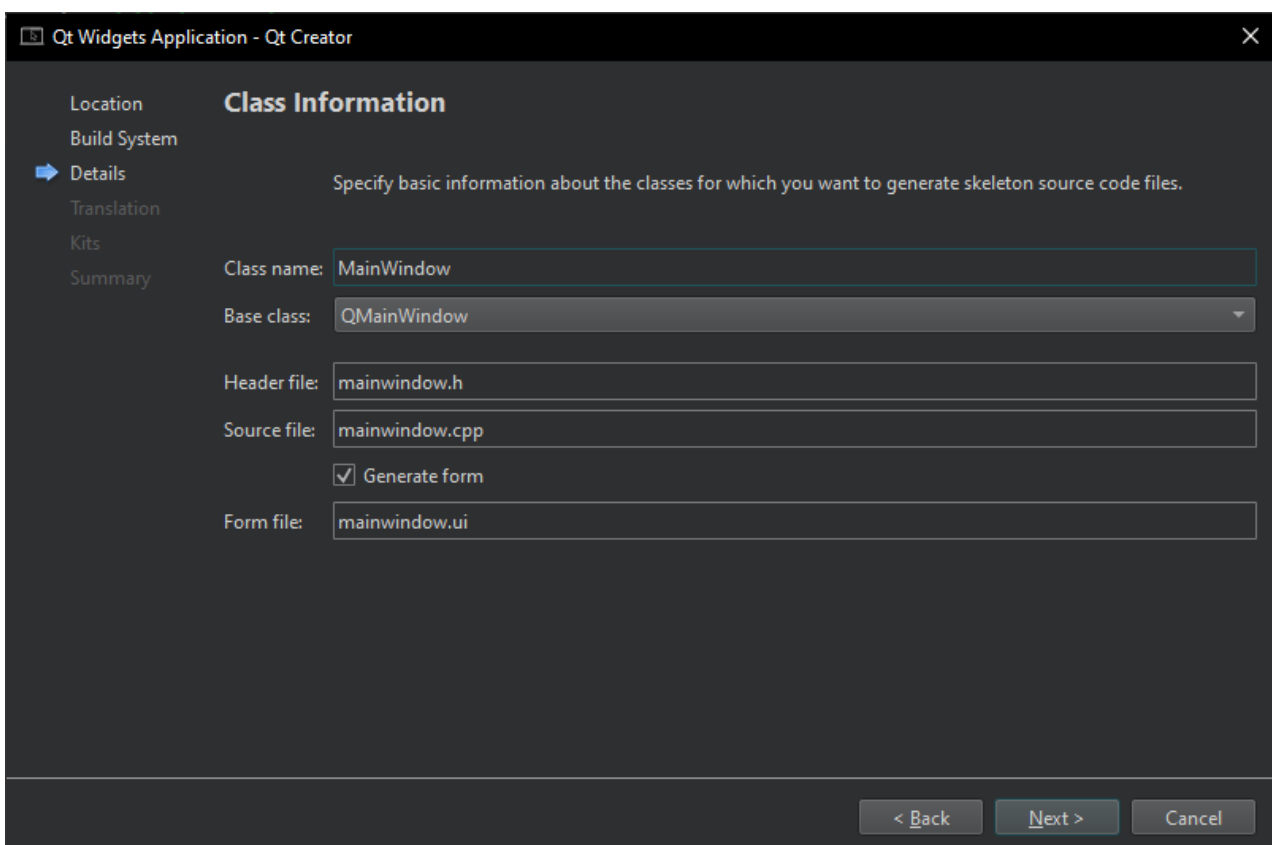 Qt Widgets Application - Qt Creator
Location
Build System
Details
Translation
Kits
Summary
Class Information
Specify basic information about the classes for which you want to generate skeleton source code files.
Class name: MainWindow
Base class: QMainWindow
Header file: mainwindow.h
Source file: mainwindow.cpp
Generate form
Form file: mainwindow.ui
< Back Next > Cancel